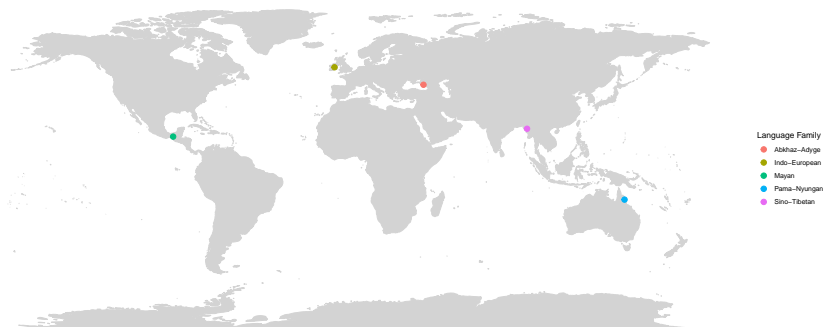 Language Family
Abkhaz–Adyge
Indo–European
Mayan
Pama–Nyungan
Sino–Tibetan